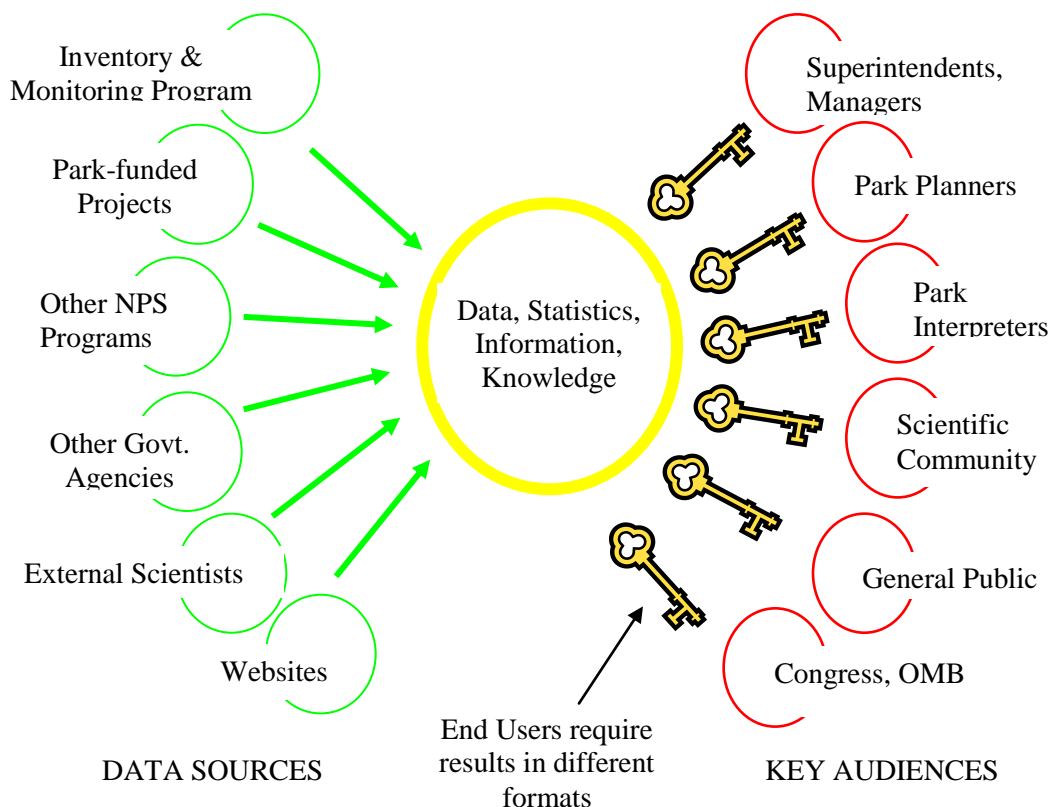 Inventory &
Monitoring Program
Park-funded
Projects
Other NPS
Programs
Other Govt.
Agencies
External Scientists
Websites
DATA SOURCES
Data, Statistics,
Information,
Knowledge
End Users require
results in different
formats
Superintendents,
Managers
Park Planners
Park
Interpreters
Scientific
Community
General Public
Congress, OMB
KEY AUDIENCES